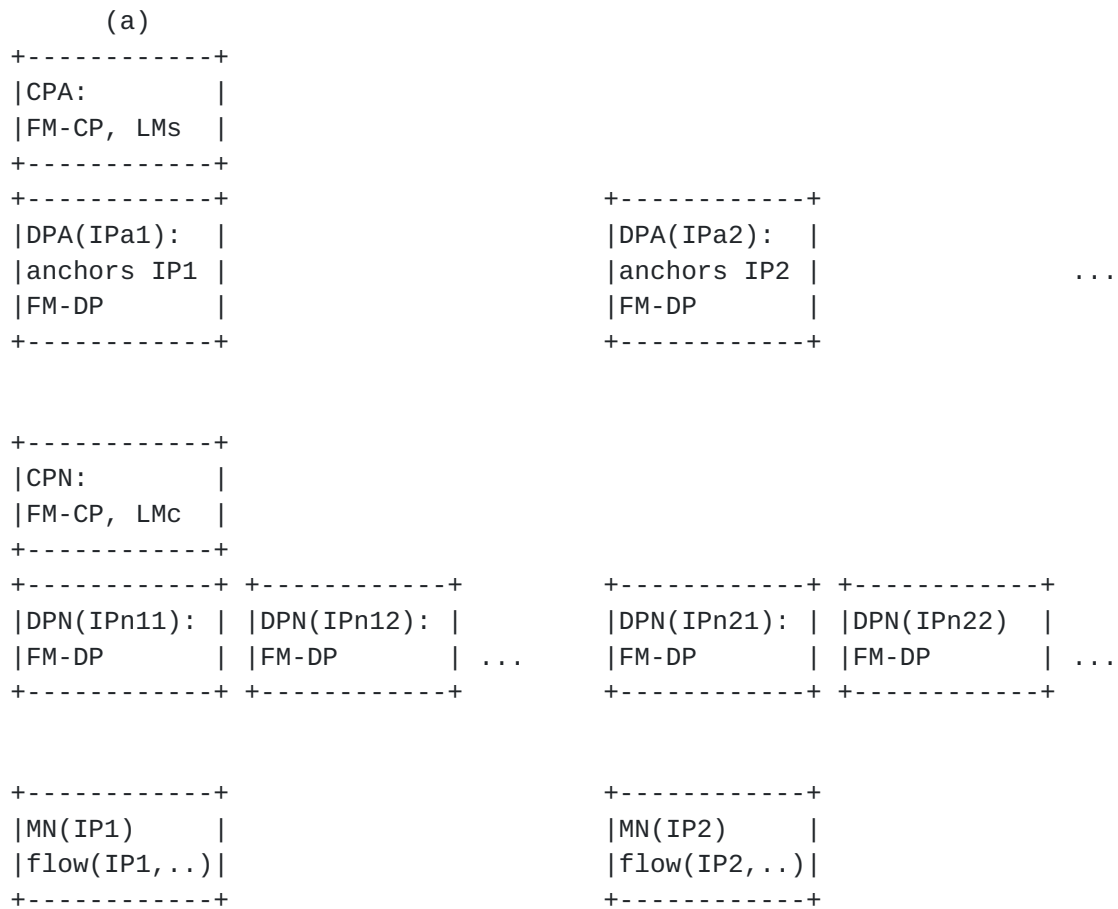 (a)
+------------+
|CPA:        |
|FM-CP, LMs  |
+------------+
+------------+                       +------------+
|DPA(IPa1):  |                       |DPA(IPa2):  |
|anchors IP1 |                       |anchors IP2 |                ...
|FM-DP       |                       |FM-DP       |
+------------+                       +------------+


+------------+
|CPN:        |
|FM-CP, LMc  |
+------------+
+------------+ +------------+         +------------+ +------------+
|DPN(IPn11): | |DPN(IPn12): |         |DPN(IPn21): | |DPN(IPn22)  |
|FM-DP       | |FM-DP       | ...     |FM-DP       | |FM-DP       | ...
+------------+ +------------+         +------------+ +------------+


+------------+                       +------------+
|MN(IP1)     |                       |MN(IP2)     |
|flow(IP1,..)|                       |flow(IP2,..)|
+------------+                       +------------+